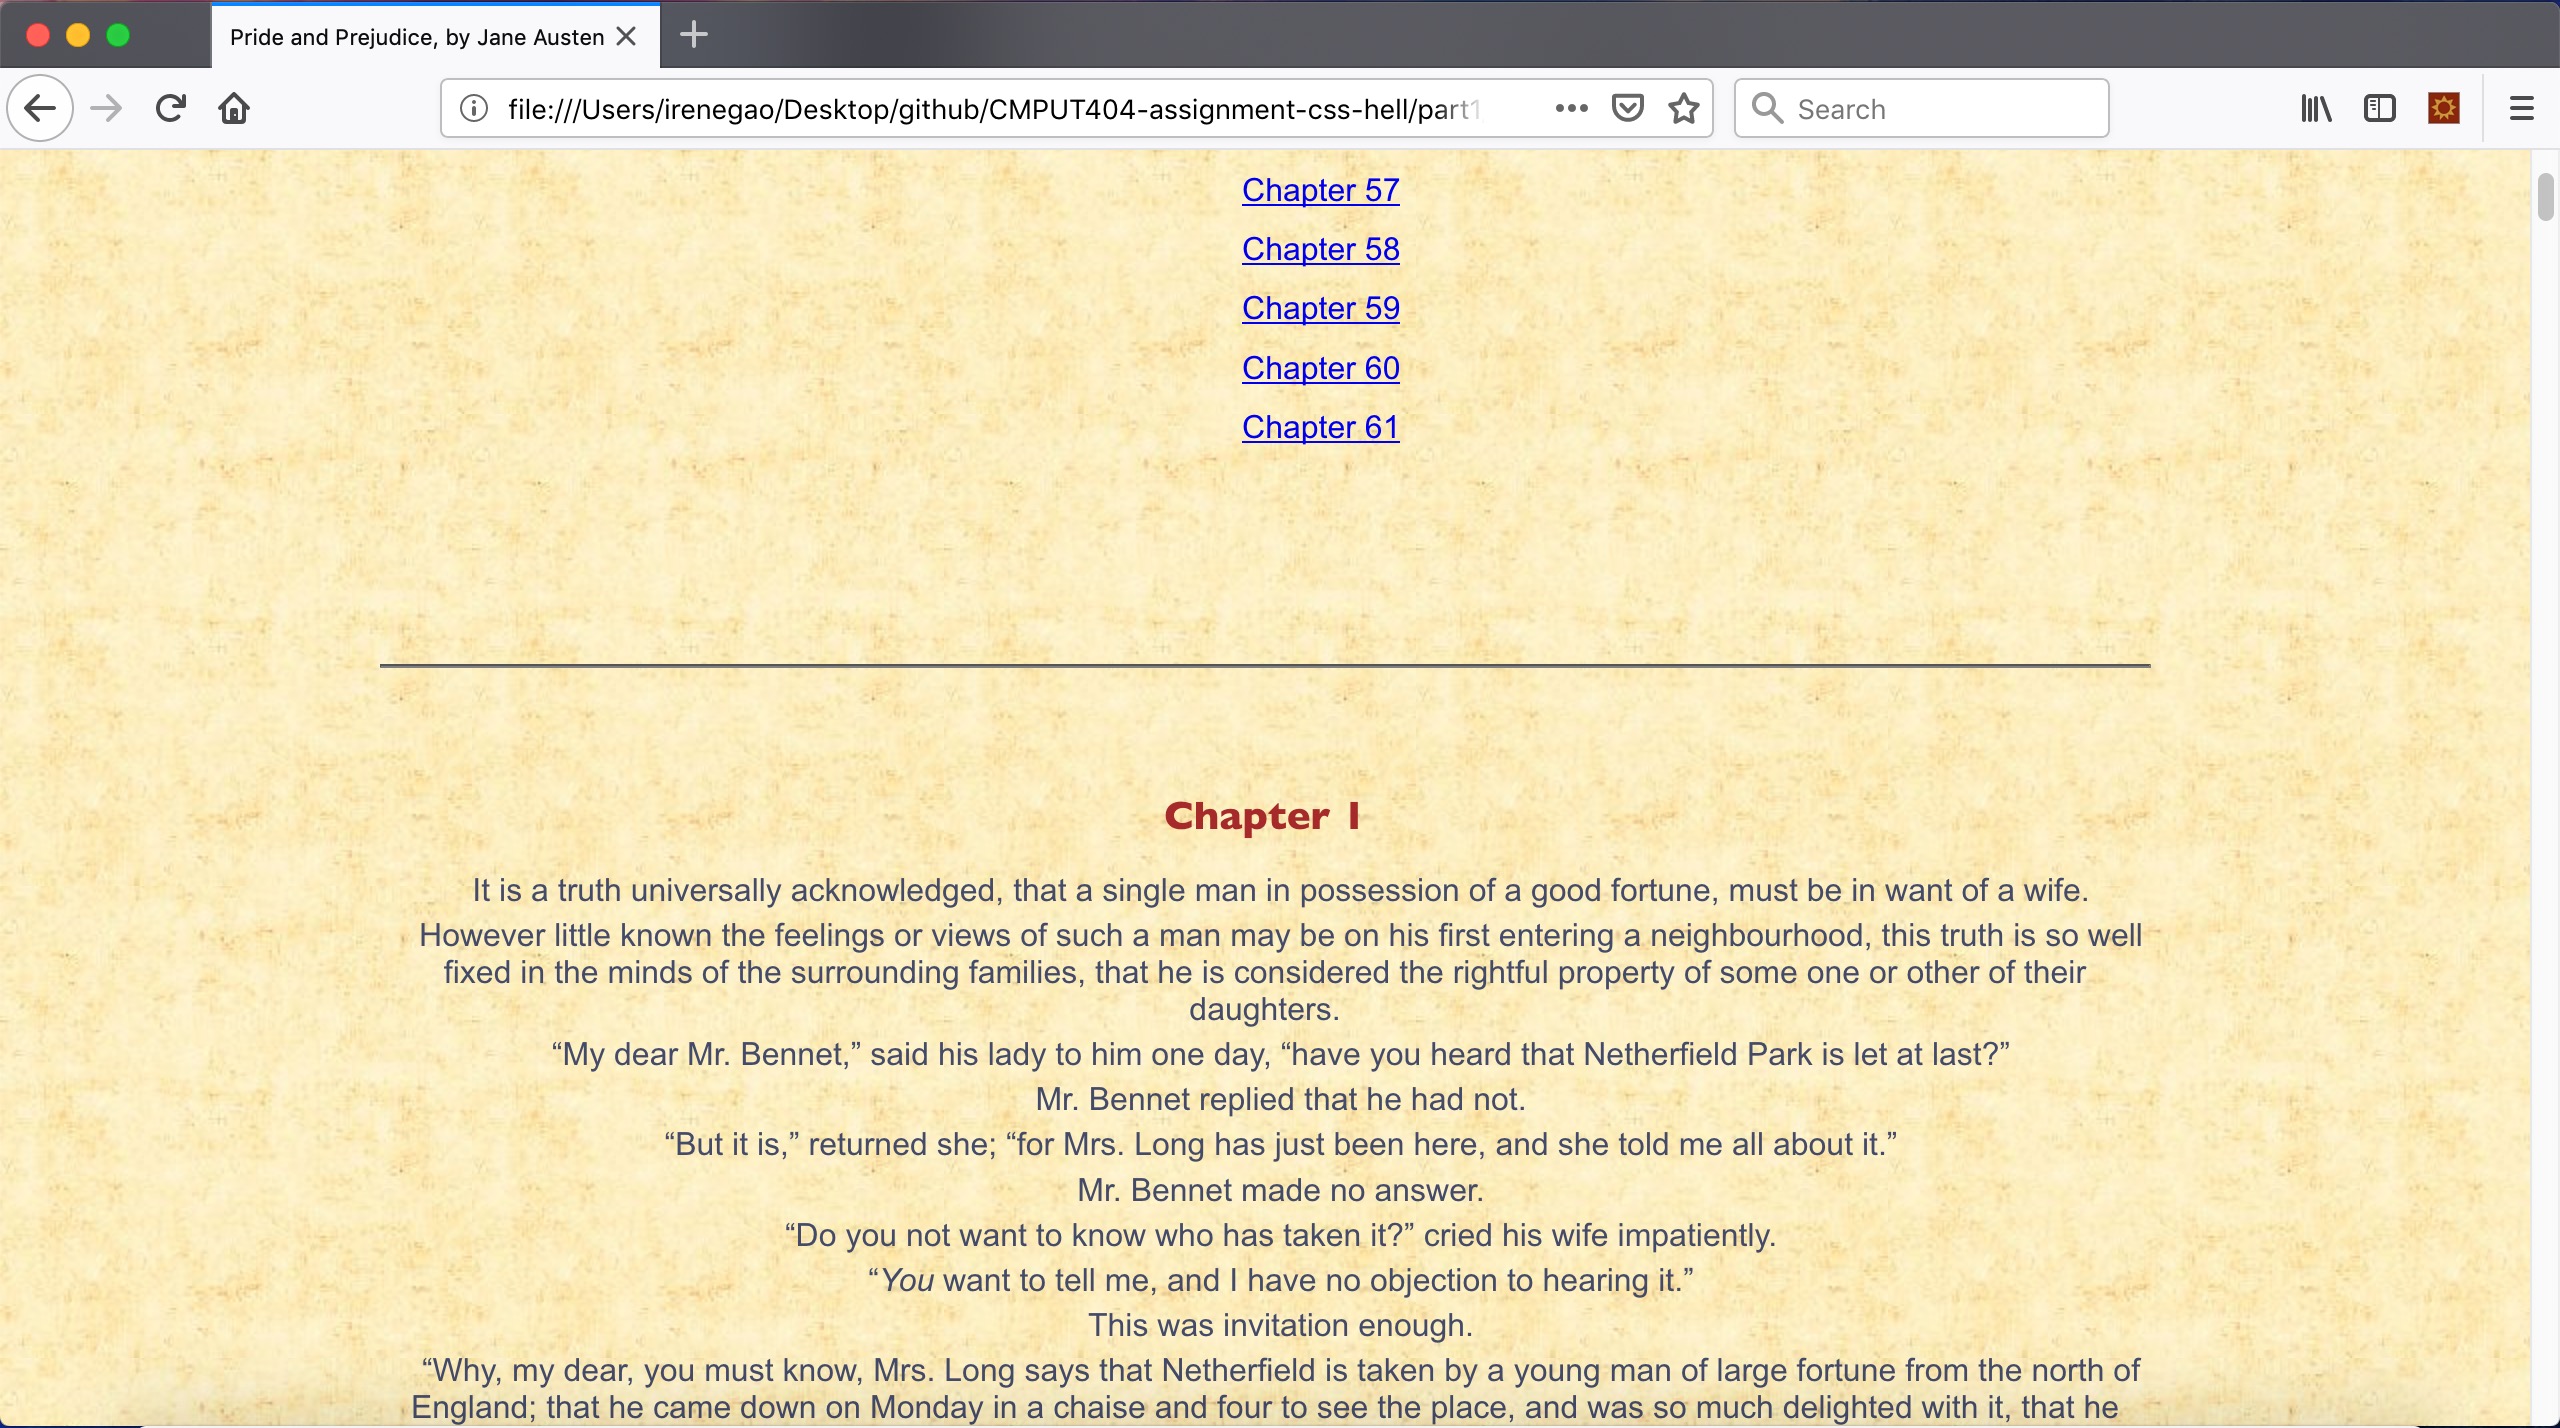 Pride and Prejudice, by Jane Austen
file:///Users/irenegao/Desktop/github/CMPUT404-assignment-css-hell/part1
Search
Chapter 57
Chapter 58
Chapter 59
Chapter 60
Chapter 61
Chapter 1
It is a truth universally acknowledged, that a single man in possession of a good fortune, must be in want of a wife.
However little known the feelings or views of such a man may be on his first entering a neighbourhood, this truth is so well
fixed in the minds of the surrounding families, that he is considered the rightful property of some one or other of their
daughters.
“My dear Mr. Bennet,” said his lady to him one day, “have you heard that Netherfield Park is let at last?”
Mr. Bennet replied that he had not.
“But it is,” returned she; “for Mrs. Long has just been here, and she told me all about it.”
Mr. Bennet made no answer.
“Do you not want to know who has taken it?” cried his wife impatiently.
“You want to tell me, and I have no objection to hearing it.”
This was invitation enough.
“Why, my dear, you must know, Mrs. Long says that Netherfield is taken by a young man of large fortune from the north of
England; that he came down on Monday in a chaise and four to see the place, and was so much delighted with it, that he